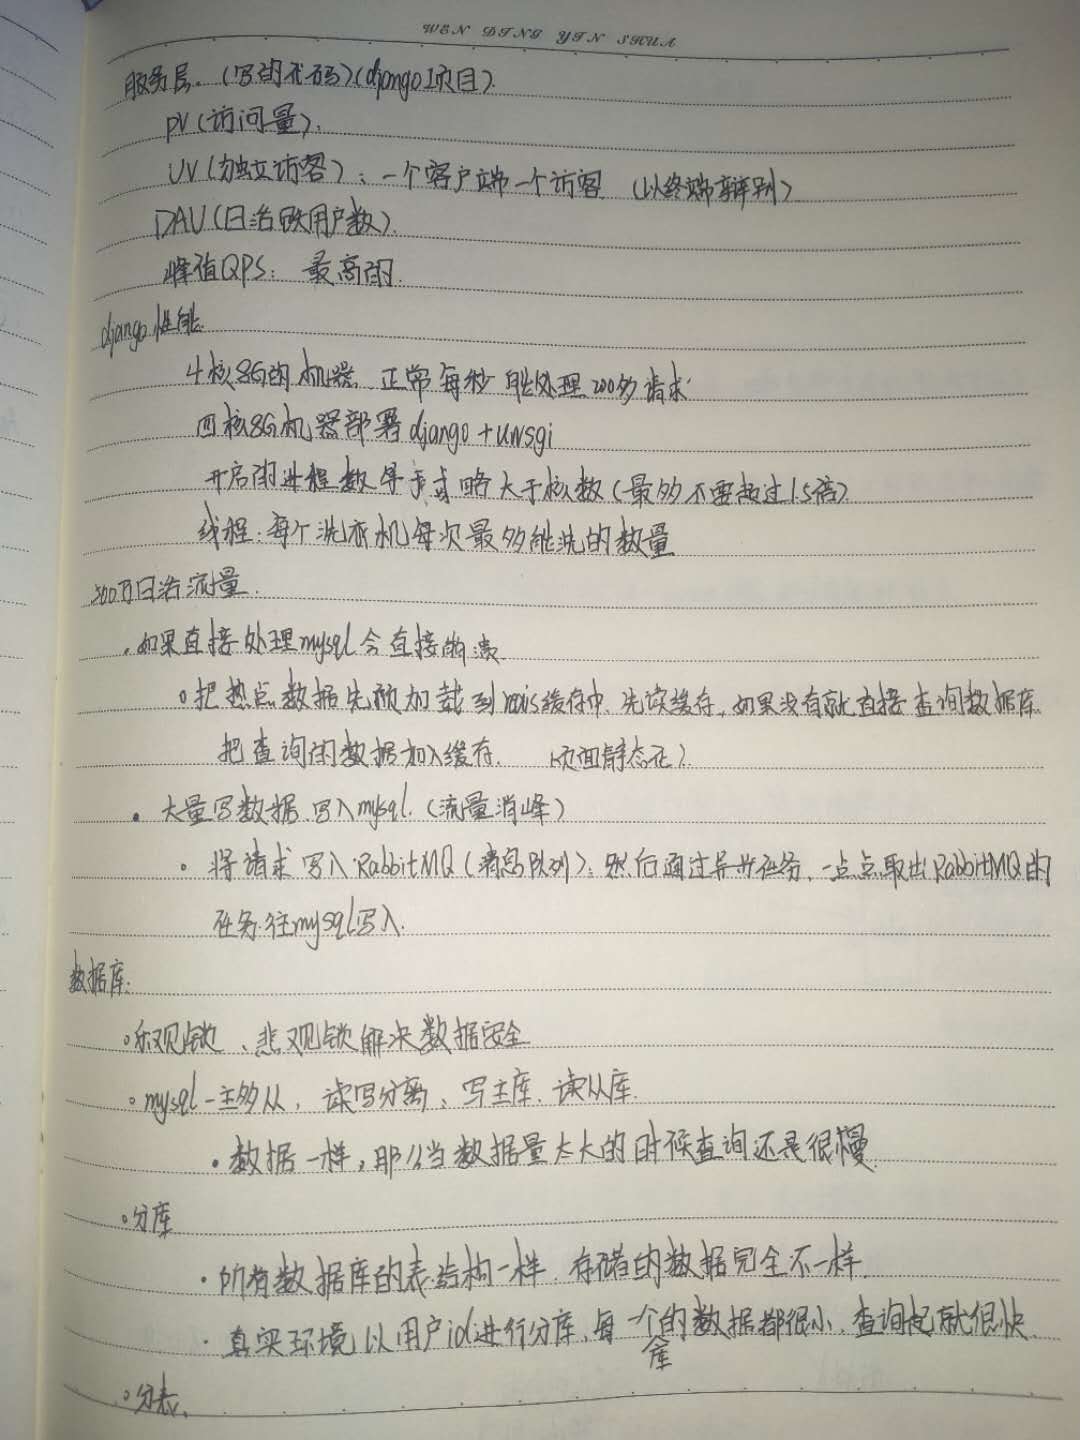 WEN DING YIN SHUA
服务层.(写的代码)(django项目).
PV(访问量).
UV(独立访客):一个客户端一个访客 (以终端辨别)
DAU(日活跃用户数).
峰值QPS: 最高的.
django性能.
4核8G的机器,正常每秒能处理200多请求
四核8G机器部署django+uwsgi
开启的进程数等于或略大于核数(最多不要超过1.5倍)
线程:每个洗衣机每次最多能洗的数量
500万日活流量.
·如果直接处理mysql会直接崩溃
○把热点数据先预加载到redis缓存中.先读缓存,如果没有就直接查询数据库.
把查询的数据加入缓存. (页面静态化).
·大量写数据.写入mysql.(流量消峰)
·将请求写入RabbitMQ(消息队列);然后通过异步任务,一点点取出RabbitMQ的
任务往mysql写入.
数据库:
○乐观锁、悲观锁解决数据安全
○mysql一主多从,读写分离;写主库.读从库.
·数据一样,那么当数据量太大的时候查询还是很慢
○分库
·所有数据库的表结构一样.存储的数据完全不一样.
·真实环境以用户id进行分库,每一个库的数据都很小.查询起就很快.
○分表.